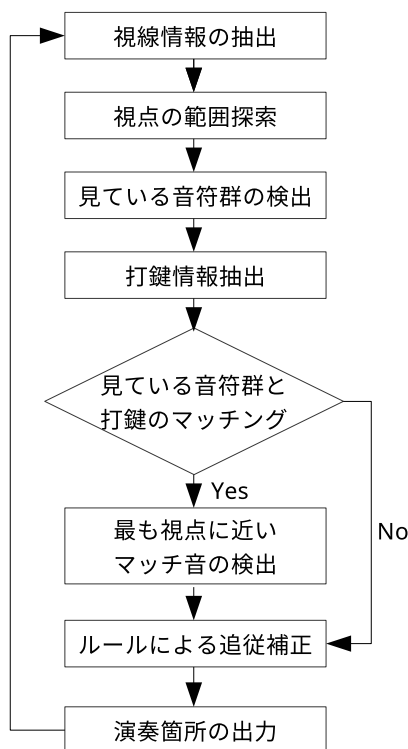 視線情報の抽出
視点の範囲探索
見ている音符群の検出
打鍵情報抽出
見ている音符群と
打鍵のマッチング
Yes
No
最も視点に近い
マッチ音の検出
ルールによる追従補正
演奏箇所の出力